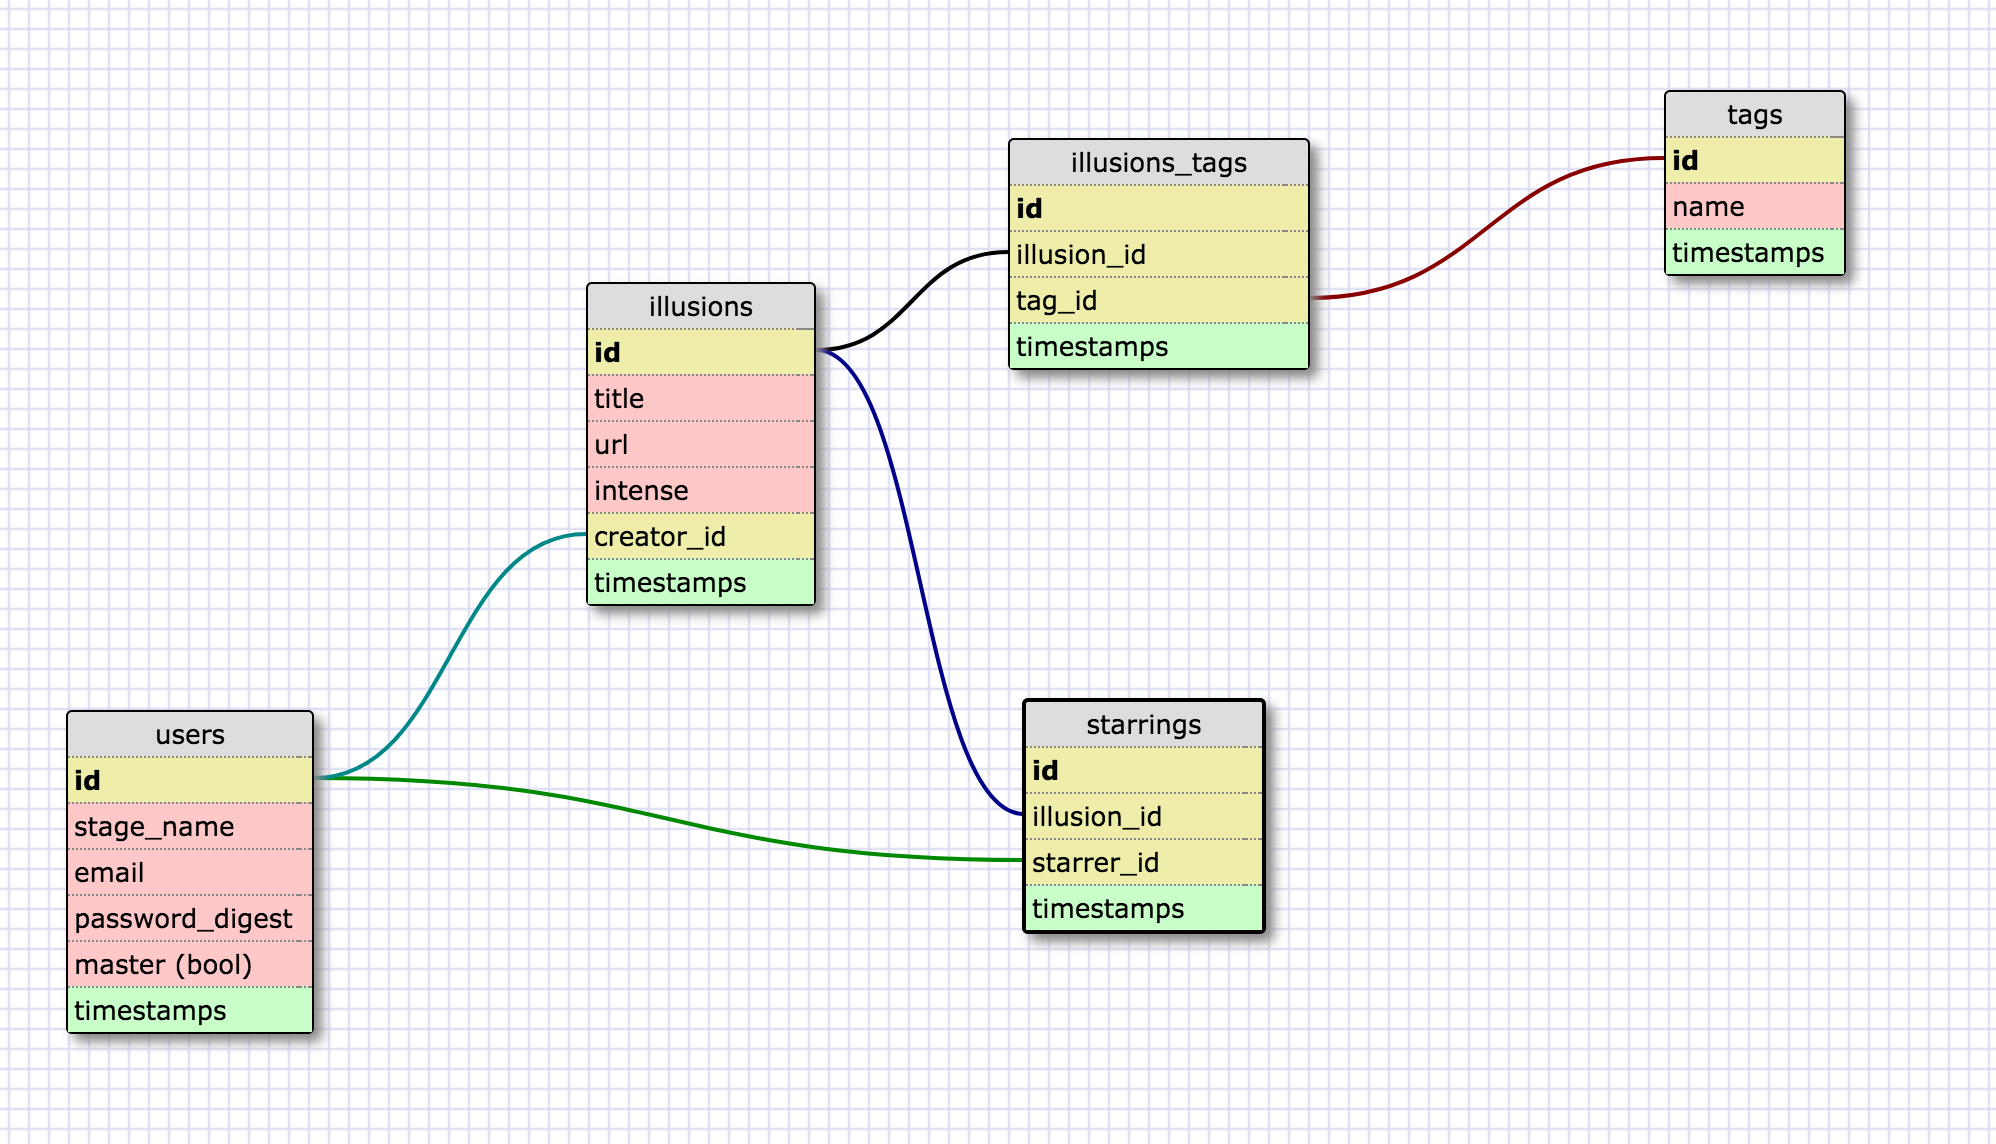 tags
id
name
timestamps
illusions_tags
id
illusion_id
tag_id
timestamps
illusions
id
title
url
intense
creator_id
timestamps
users
id
stage_name
email
password_digest
master (bool)
timestamps
starrings
id
illusion_id
starrer_id
timestamps